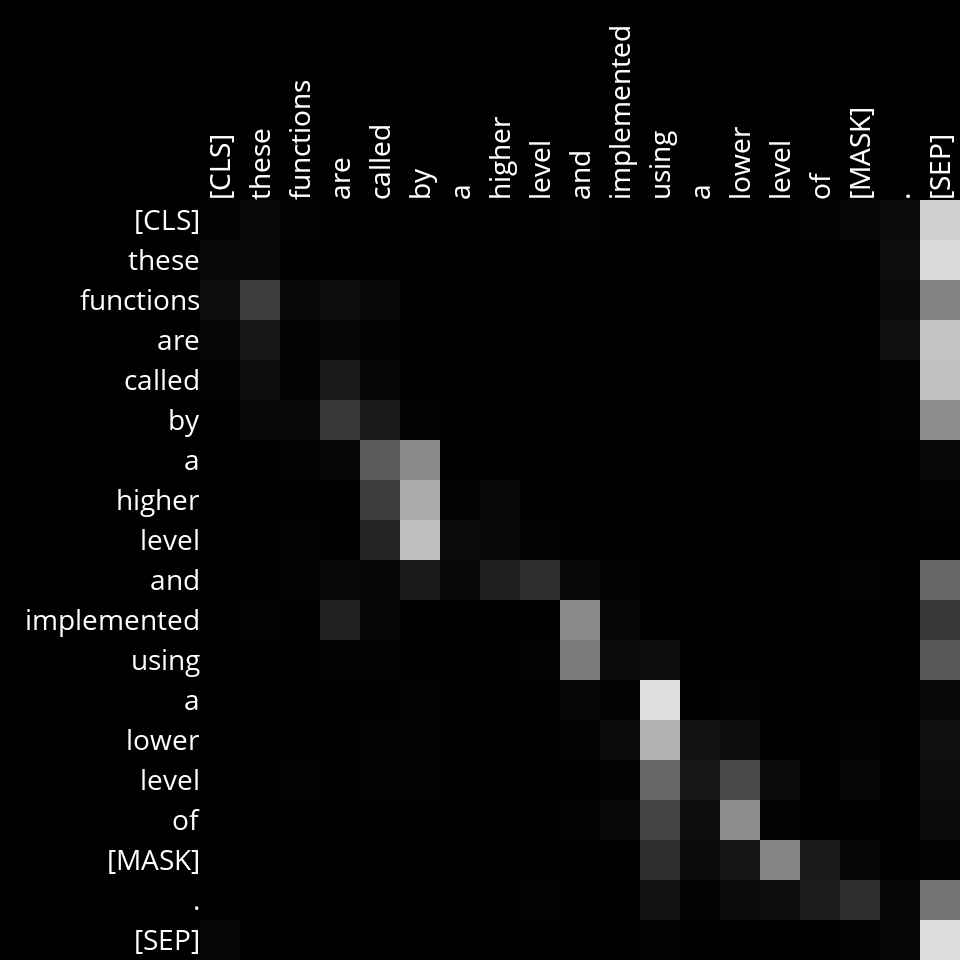 [CLS] these functions are called by a higher level and implemented using a lower level of [MASK] . [SEP]
[CLS]
these
functions
are
called
by
a
higher
level
and
implemented
using
a
lower
level
of
[MASK]
.
[SEP]